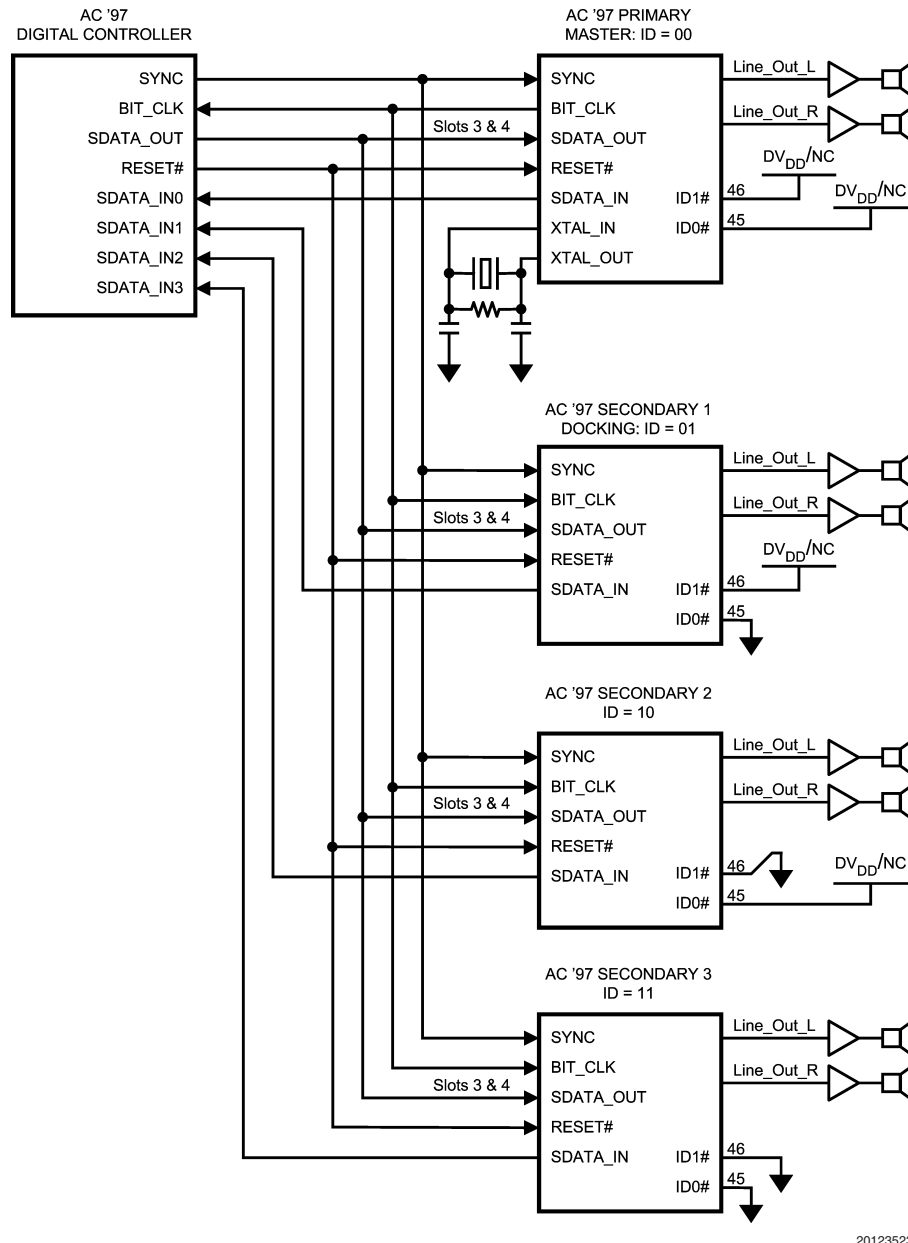 AC '97
DIGITAL CONTROLLER
SYNC
BIT_CLK
SDATA_OUT
RESET#
SDATA_IN0
SDATA_IN1
SDATA_IN2
SDATA_IN3
AC '97 PRIMARY
MASTER: ID = 00
SYNC
BIT_CLK
Slots 3 & 4
SDATA_OUT
RESET#
SDATA_IN
XTAL_IN
XTAL_OUT
Line_Out_L
Line_Out_R
DVDD/NC
DVDD/NC
ID1#
46
ID0#
45
AC '97 SECONDARY 1
DOCKING: ID = 01
SYNC
BIT_CLK
Slots 3 & 4
SDATA_OUT
RESET#
SDATA_IN
Line_Out_L
Line_Out_R
DVDD/NC
ID1#
46
ID0#
45
AC '97 SECONDARY 2
ID = 10
SYNC
BIT_CLK
Slots 3 & 4
SDATA_OUT
RESET#
SDATA_IN
Line_Out_L
Line_Out_R
DVDD/NC
ID1#
46
ID0#
45
AC '97 SECONDARY 3
ID = 11
SYNC
BIT_CLK
Slots 3 & 4
SDATA_OUT
RESET#
SDATA_IN
Line_Out_L
Line_Out_R
ID1#
46
ID0#
45